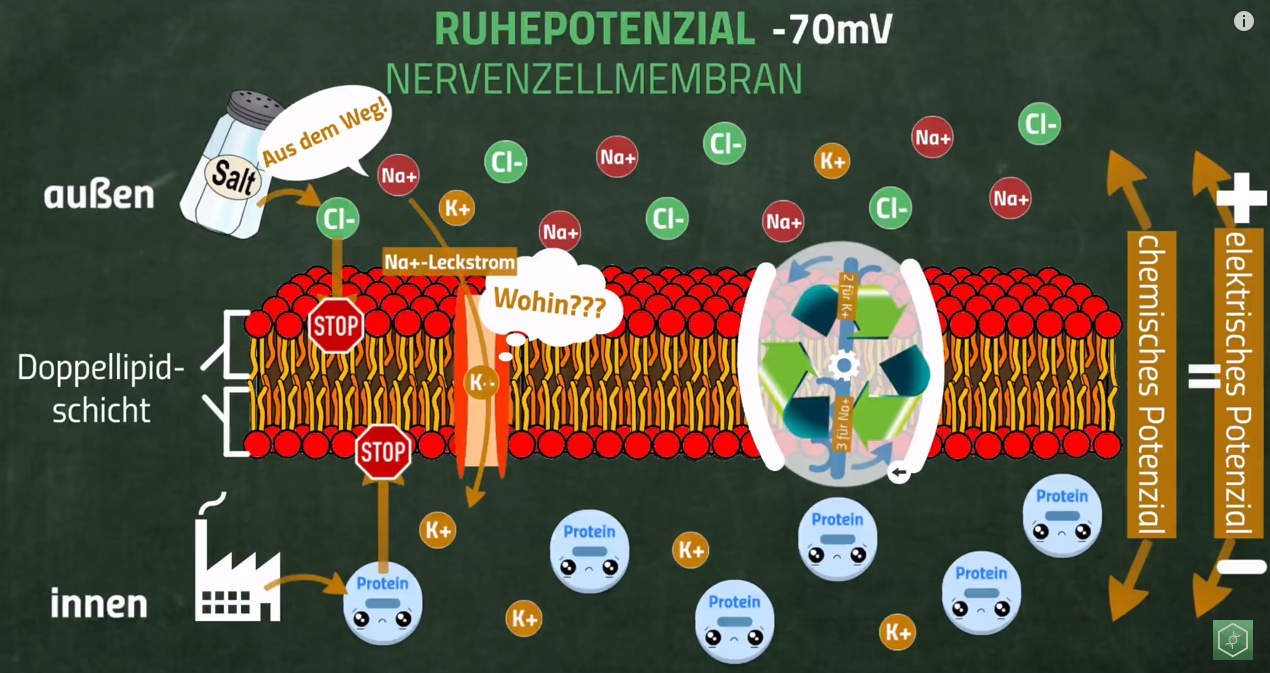 RUHEPOTENZIAL -70mV
NERVENZELLMEMBRAN
Aus dem Weg!
Salt
außen
Cl-
Na+
K+
Cl-
Na+
Na+
Cl-
Cl-
K+
Na+
Na+
Cl-
Na+
Cl-
Na+-Leckstrom
Wohin???
STOP
Doppellipid-
schicht
K+
STOP
2 für K+
3 für Na+
chemisches Potenzial
=
elektrisches Potenzial
+
-
innen
Protein
K+
K+
Protein
K+
Protein
Protein
K+
Protein
Protein